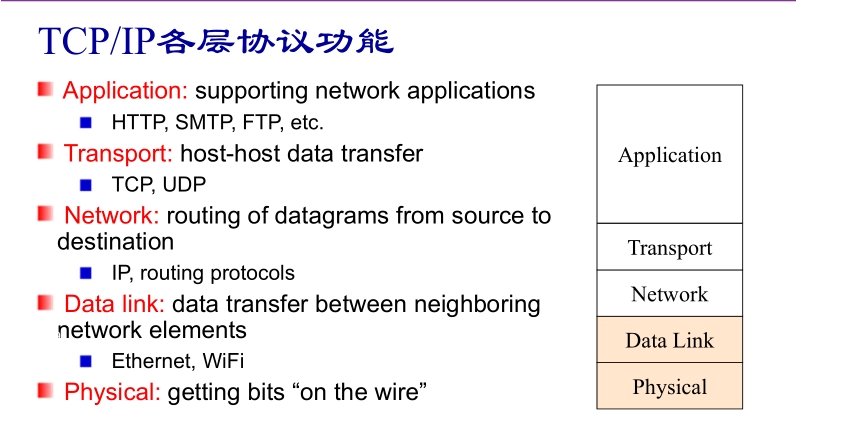 TCP/IP各层协议功能
Application: supporting network applications
HTTP, SMTP, FTP, etc.
Transport: host-host data transfer
TCP, UDP
Network: routing of datagrams from source to
destination
IP, routing protocols
Data link: data transfer between neighboring
network elements
Ethernet, WiFi
Physical: getting bits “on the wire”
Application
Transport
Network
Data Link
Physical